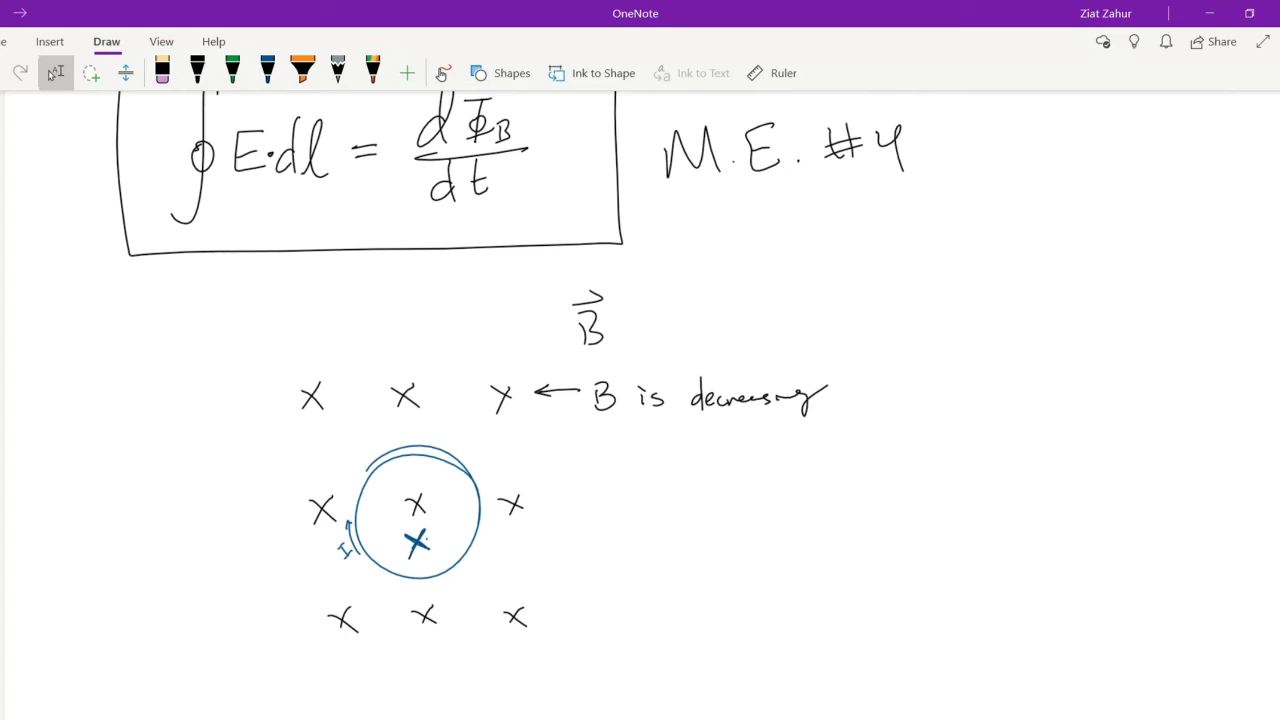 OneNote
Ziat Zahur
Insert Draw View Help
Share
Shapes Ink to Shape Ink to Text Ruler
∮ E·dl = dΦ_B/dt M.E. #4
B⃗
X X X ← B is decreasing
X X X
I X
X X X